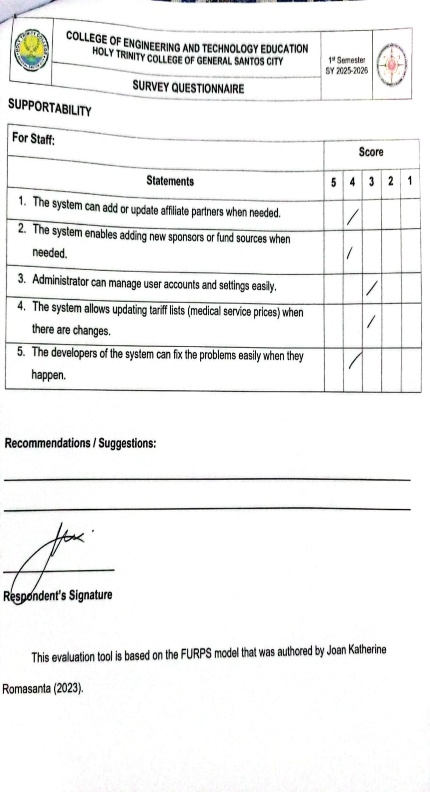 COLLEGE OF ENGINEERING AND TECHNOLOGY EDUCATION
HOLY TRINITY COLLEGE OF GENERAL SANTOS CITY
1st Semester
SY 2025-2026
SURVEY QUESTIONNAIRE
SUPPORTABILITY
For Staff:
Score
Statements 5 4 3 2 1
1. The system can add or update affiliate partners when needed. /
2. The system enables adding new sponsors or fund sources when
needed. /
3. Administrator can manage user accounts and settings easily. /
4. The system allows updating tariff lists (medical service prices) when
there are changes. /
5. The developers of the system can fix the problems easily when they
happen. /
Recommendations / Suggestions:
Respondent's Signature
This evaluation tool is based on the FURPS model that was authored by Joan Katherine
Romasanta (2023).